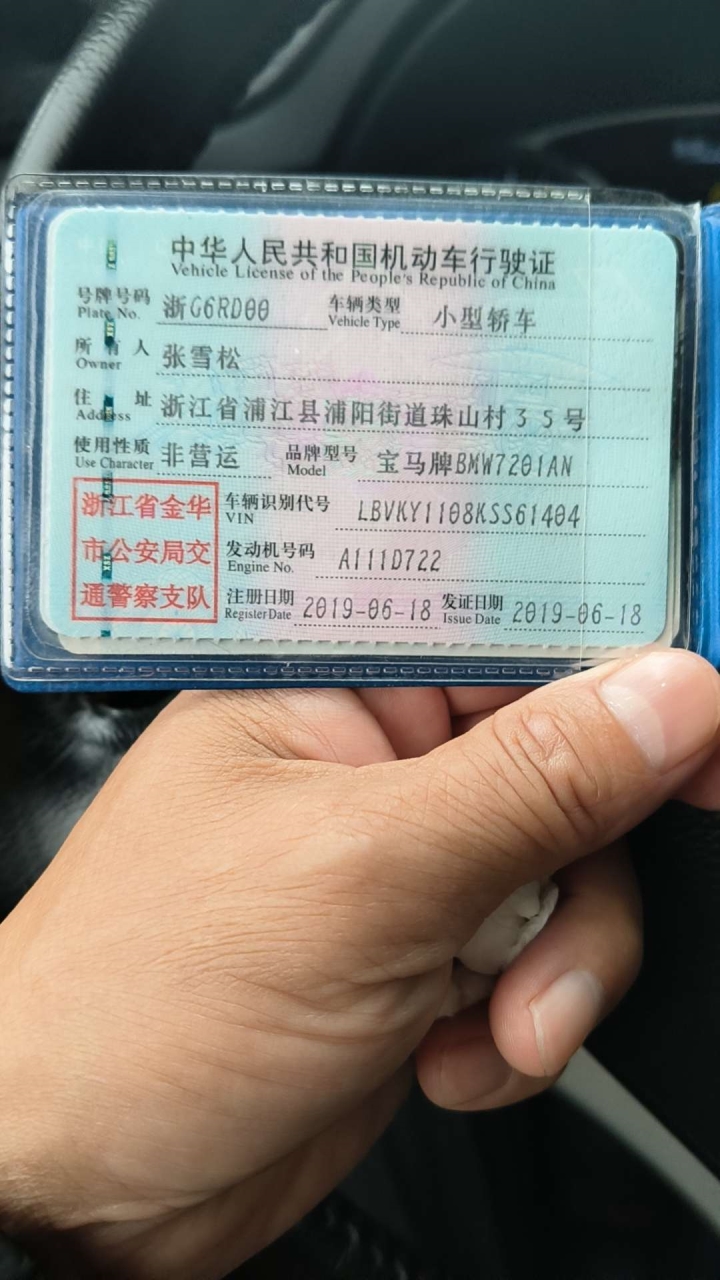 中华人民共和国机动车行驶证
Vehicle License of the People's Republic of China
号牌号码 浙G6RD00 车辆类型 小型轿车
Plate No. Vehicle Type
所有人 张雪松
Owner
住址 浙江省浦江县浦阳街道珠山村35号
Address
使用性质 非营运 品牌型号 宝马牌BMW7201AN
Use Character Model
浙江省金华
市公安局交
通警察支队
车辆识别代号 LBVKY1108KSS61404
VIN
发动机号码 A111D722
Engine No.
注册日期 2019-06-18 发证日期 2019-06-18
Register Date Issue Date